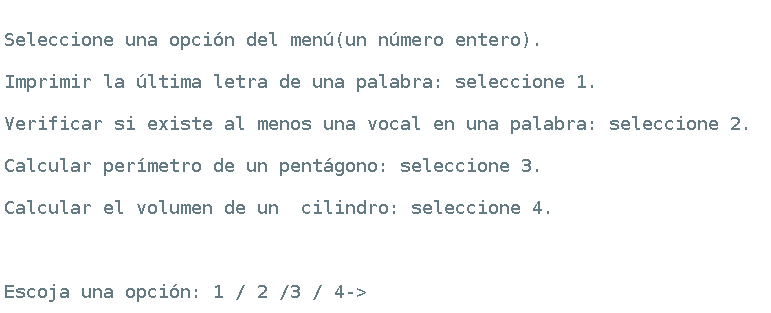 Seleccione una opción del menú(un número entero).
Imprimir la última letra de una palabra: seleccione 1.
Verificar si existe al menos una vocal en una palabra: seleccione 2.
Calcular perímetro de un pentágono: seleccione 3.
Calcular el volumen de un  cilindro: seleccione 4.
Escoja una opción: 1 / 2 /3 / 4->